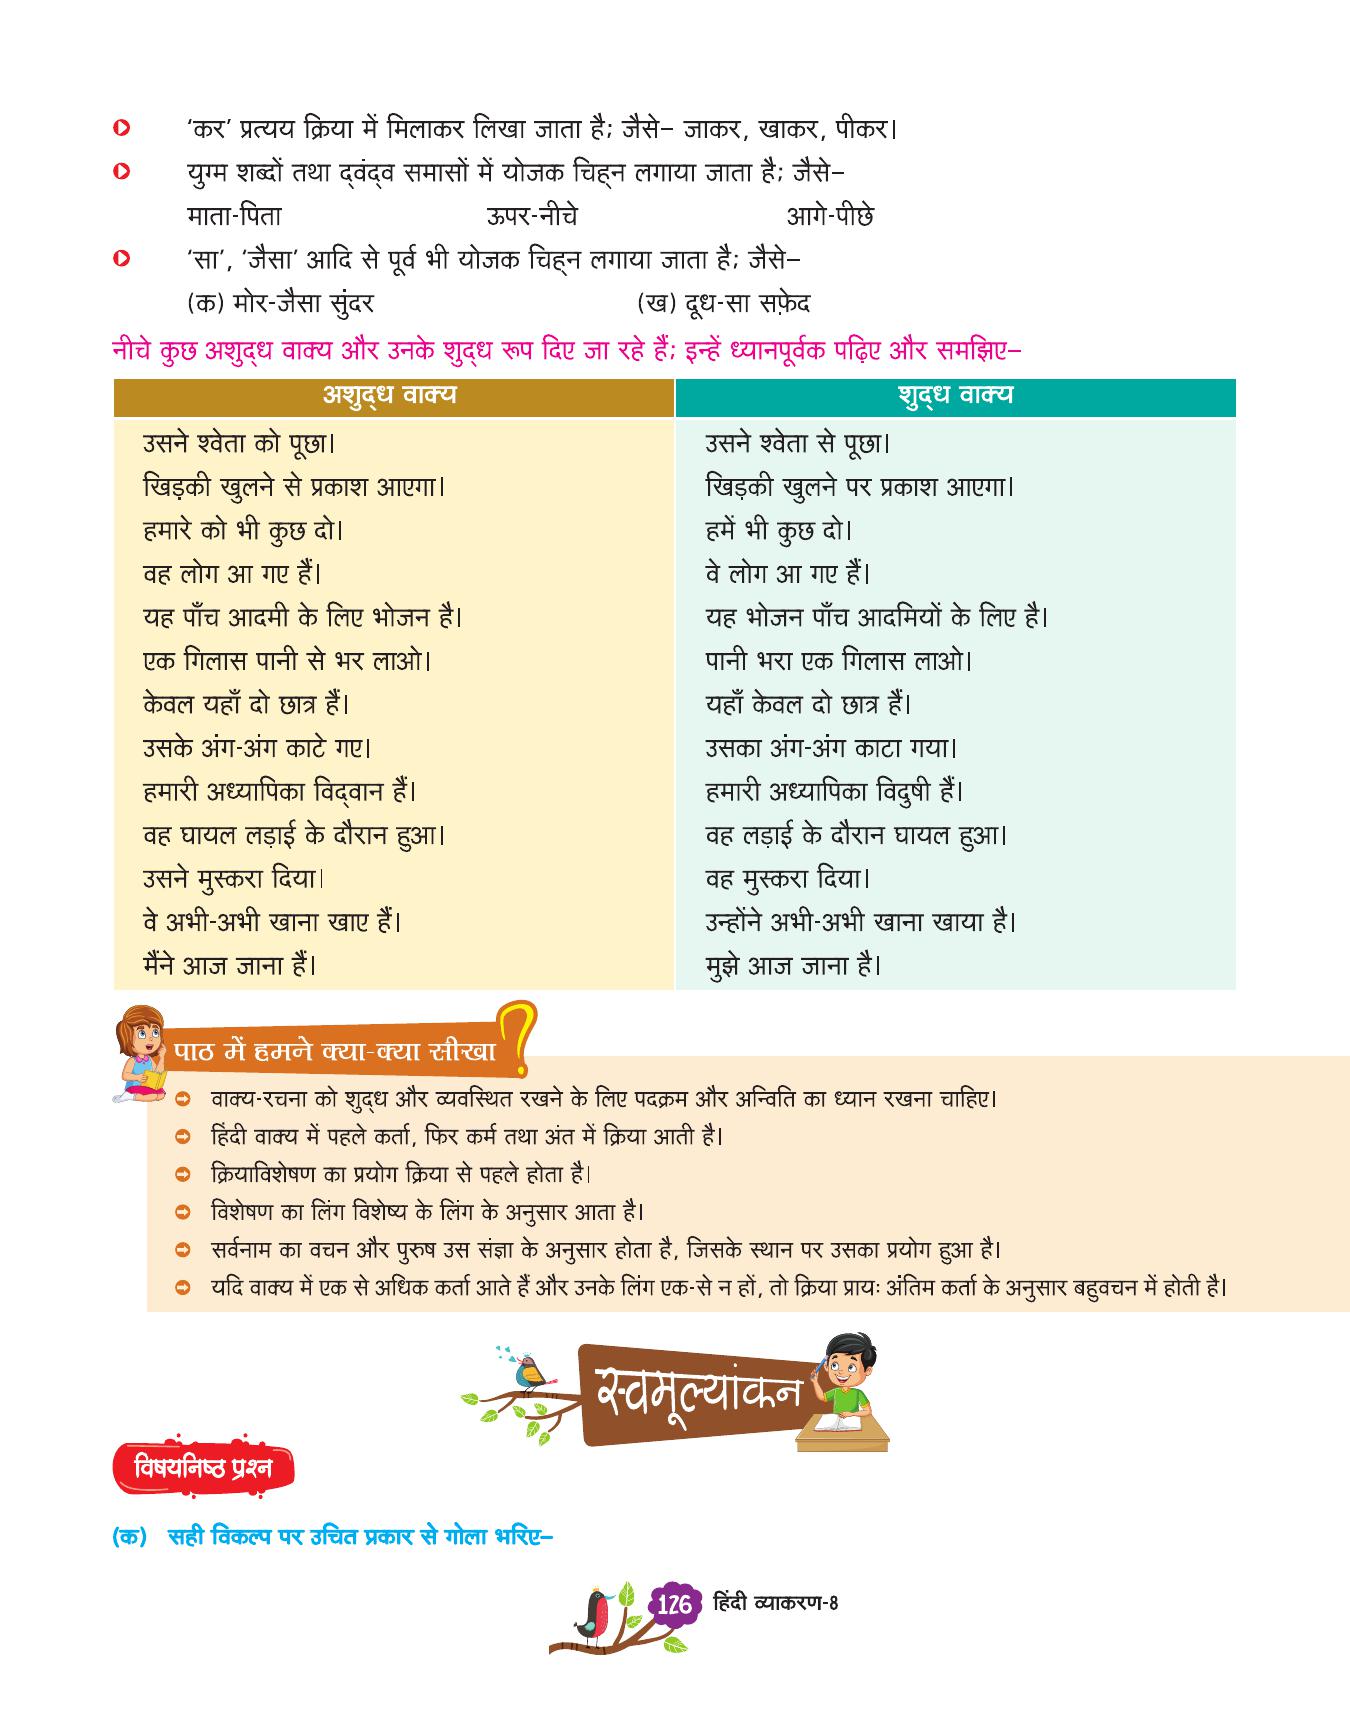 ‘कर’ प्रत्यय क्रिया में मिलाकर लिखा जाता है; जैसे– जाकर, खाकर, पीकर।
युग्म शब्दों तथा द्‌वंद्‌व समासों में योजक चिह्‌न लगाया जाता है; जैसे–
माता-पिता ऊपर-नीचे आगे-पीछे
'सा', 'जैसा' आदि से पूर्व भी योजक चिह्‌न लगाया जाता है; जैसे–
(क) मोर-जैसा सुंदर (ख) दूध-सा सफ़ेद
नीचे कुछ अशुद्‌ध वाक्य और उनके शुद्‌ध रूप दिए जा रहे हैं; इन्हें ध्यानपूर्वक पढ़िए और समझिए–
अशुद्‌ध वाक्य शुद्‌ध वाक्य
उसने श्वेता को पूछा। उसने श्वेता से पूछा।
खिड़की खुलने से प्रकाश आएगा। खिड़की खुलने पर प्रकाश आएगा।
हमारे को भी कुछ दो। हमें भी कुछ दो।
वह लोग आ गए हैं। वे लोग आ गए हैं।
यह पाँच आदमी के लिए भोजन है। यह भोजन पाँच आदमियों के लिए है।
एक गिलास पानी से भर लाओ। पानी भरा एक गिलास लाओ।
केवल यहाँ दो छात्र हैं। यहाँ केवल दो छात्र हैं।
उसके अंग-अंग काटे गए। उसका अंग-अंग काटा गया।
हमारी अध्यापिका विद्‌वान हैं। हमारी अध्यापिका विदुषी हैं।
वह घायल लड़ाई के दौरान हुआ। वह लड़ाई के दौरान घायल हुआ।
उसने मुस्करा दिया। वह मुस्करा दिया।
वे अभी-अभी खाना खाए हैं। उन्होंने अभी-अभी खाना खाया है।
मैंने आज जाना हैं। मुझे आज जाना है।
पाठ में हमने क्या-क्या सीखा?
वाक्य-रचना को शुद्‌ध और व्यवस्थित रखने के लिए पदक्रम और अन्विति का ध्यान रखना चाहिए।
हिंदी वाक्य में पहले कर्ता, फिर कर्म तथा अंत में क्रिया आती है।
क्रियाविशेषण का प्रयोग क्रिया से पहले होता है।
विशेषण का लिंग विशेष्य के लिंग के अनुसार आता है।
सर्वनाम का वचन और पुरुष उस संज्ञा के अनुसार होता है, जिसके स्थान पर उसका प्रयोग हुआ है।
यदि वाक्य में एक से अधिक कर्ता आते हैं और उनके लिंग एक-से न हों, तो क्रिया प्रायः अंतिम कर्ता के अनुसार बहुवचन में होती है।
स्वमूल्यांकन
विषयनिष्ठ प्रश्न
(क) सही विकल्प पर उचित प्रकार से गोला भरिए–
126 हिंदी व्याकरण-8